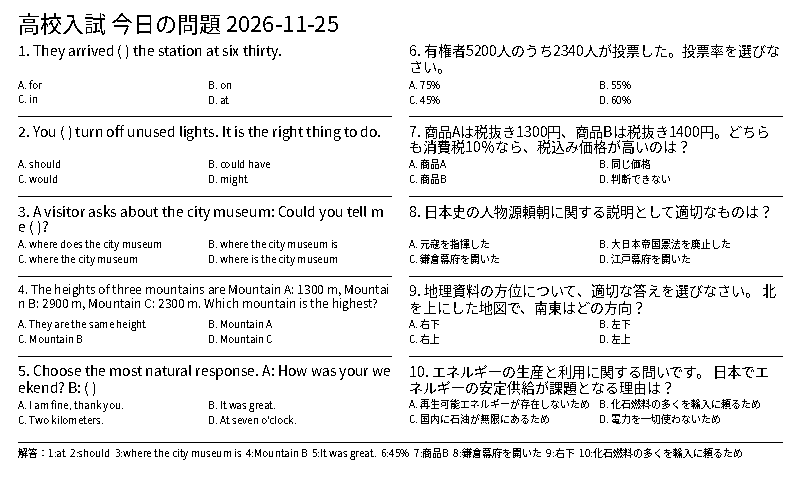 高校入試 今日の問題 2026-11-25
1. They arrived ( ) the station at six thirty.
A. for
B. on
C. in
D. at
2. You ( ) turn off unused lights. It is the right thing to do.
A. should
B. could have
C. would
D. might
3. A visitor asks about the city museum: Could you tell m
e ( )?
A. where does the city museum
B. where the city museum is
C. where the city museum
D. where is the city museum
4. The heights of three mountains are Mountain A: 1300 m, Mountai
n B: 2900 m, Mountain C: 2300 m. Which mountain is the highest?
A. They are the same height
B. Mountain A
C. Mountain B
D. Mountain C
5. Choose the most natural response. A: How was your we
ekend? B: ( )
A. I am fine, thank you.
B. It was great.
C. Two kilometers.
D. At seven o'clock.
6. 有権者5200人のうち2340人が投票した。投票率を選びな
さい。
A. 75%
B. 55%
C. 45%
D. 60%
7. 商品Aは税抜き1300円、商品Bは税抜き1400円。どちら
も消費税10%なら、税込み価格が高いのは？
A. 商品A
B. 同じ価格
C. 商品B
D. 判断できない
8. 日本史の人物源頼朝に関する説明として適切なものは？
A. 元寇を指揮した
B. 大日本帝国憲法を廃止した
C. 鎌倉幕府を開いた
D. 江戸幕府を開いた
9. 地理資料の方位について、適切な答えを選びなさい。 北
を上にした地図で、南東はどの方向？
A. 右下
B. 左下
C. 右上
D. 左上
10. エネルギーの生産と利用に関する問いです。 日本でエ
ネルギーの安定供給が課題となる理由は？
A. 再生可能エネルギーが存在しないため
B. 化石燃料の多くを輸入に頼るため
C. 国内に石油が無限にあるため
D. 電力を一切使わないため
解答：1:at 2:should 3:where the city museum is 4:Mountain B 5:It was great. 6:45% 7:商品B 8:鎌倉幕府を開いた 9:右下 10:化石燃料の多くを輸入に頼るため